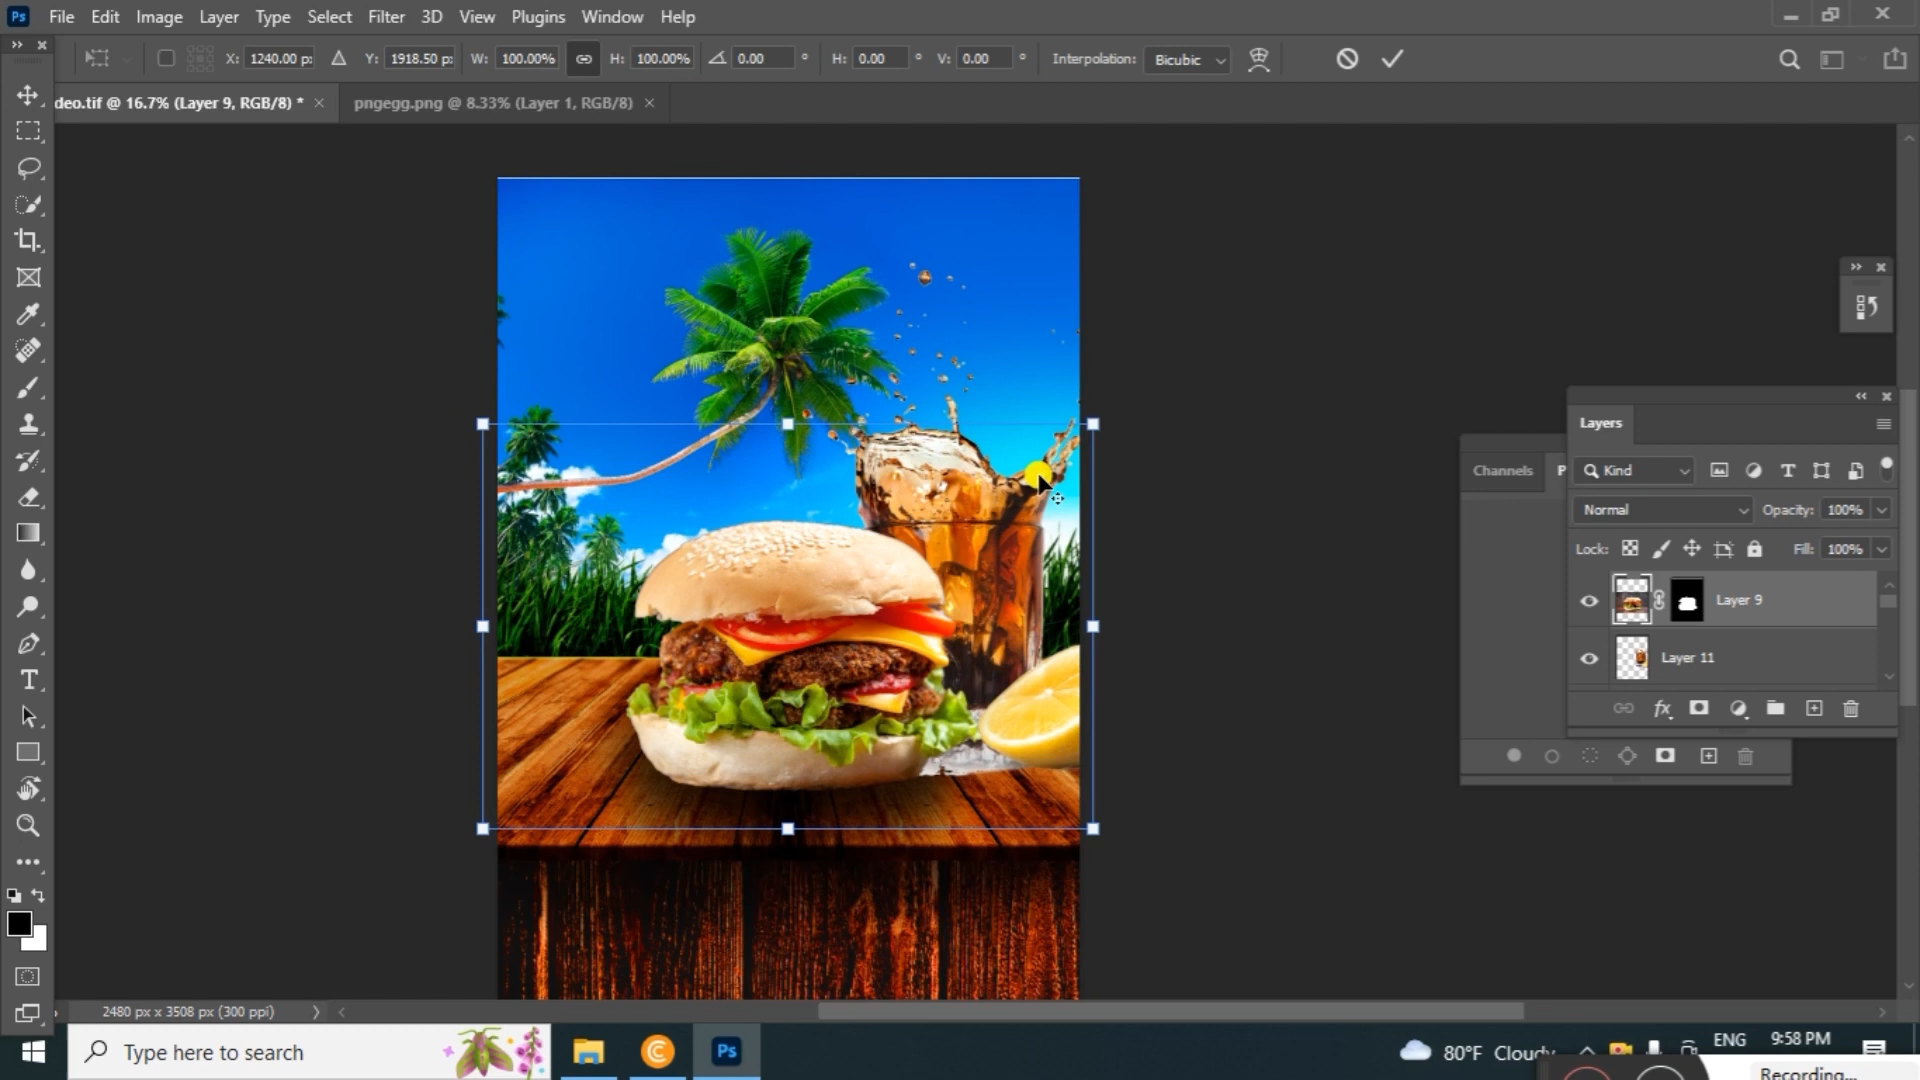 Ps File Edit Image Layer Type Select Filter 3D View Plugins Window Help
X: 1240.00 p: Y: 1918.50 p: W: 100.00% H: 100.00% 0.00 ° H: 0.00 ° V: 0.00 ° Interpolation: Bicubic
deo.tif @ 16.7% (Layer 9, RGB/8) * × pngegg.png @ 8.33% (Layer 1, RGB/8) ×
Layers
Channels P
Kind
Normal Opacity: 100%
Lock: Fill: 100%
Layer 9
Layer 11
fx
2480 px x 3508 px (300 ppi)
Type here to search
Ps
80°F Cloudy
ENG
9:58 PM
Recording...